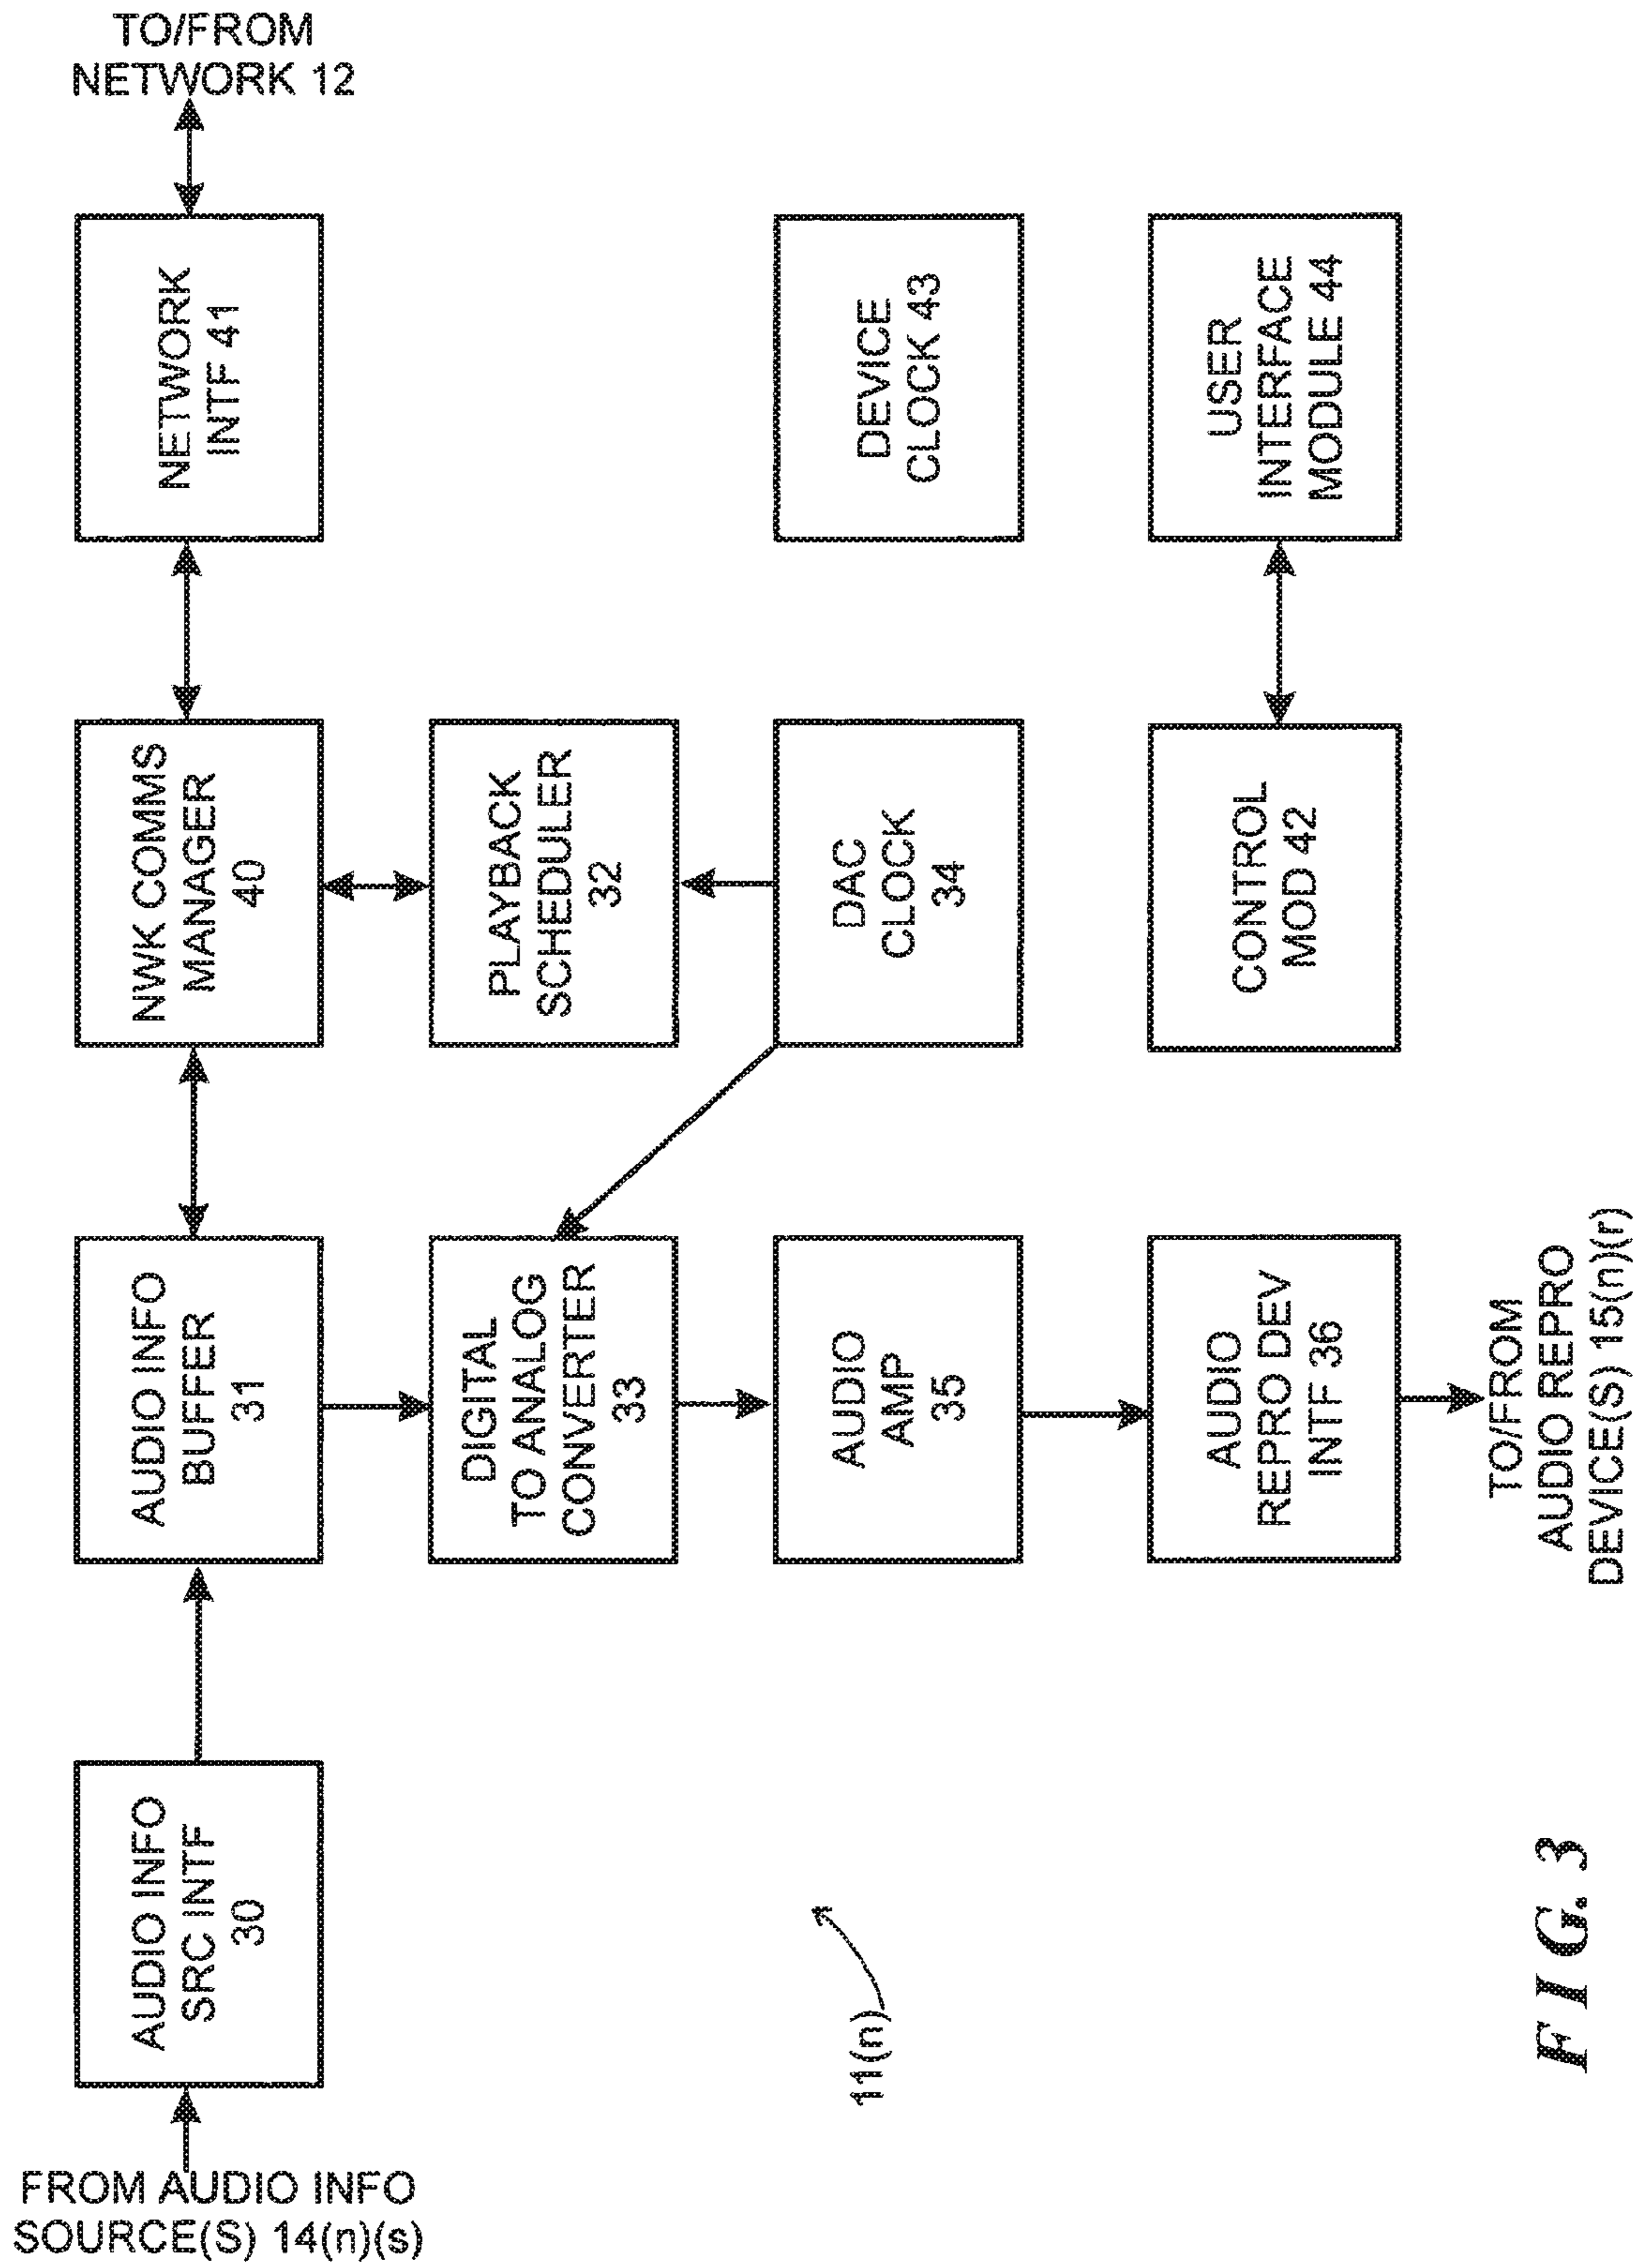 TO/FROM
NETWORK 12
NETWORK
INTF 41
DEVICE
CLOCK 43
USER
INTERFACE
MODULE 44
NWK COMMS
MANAGER
40
PLAYBACK
SCHEDULER
32
DAC
CLOCK
34
CONTROL
MOD 42
AUDIO INFO
BUFFER
31
DIGITAL
TO ANALOG
CONVERTER
33
AUDIO
AMP
35
AUDIO
REPRO DEV
INTF 36
TO/FROM
AUDIO REPRO
DEVICE(S) 15(n)(r)
AUDIO INFO
SRC INTF
30
11(n)
FIG. 3
FROM AUDIO INFO
SOURCE(S) 14(n)(s)